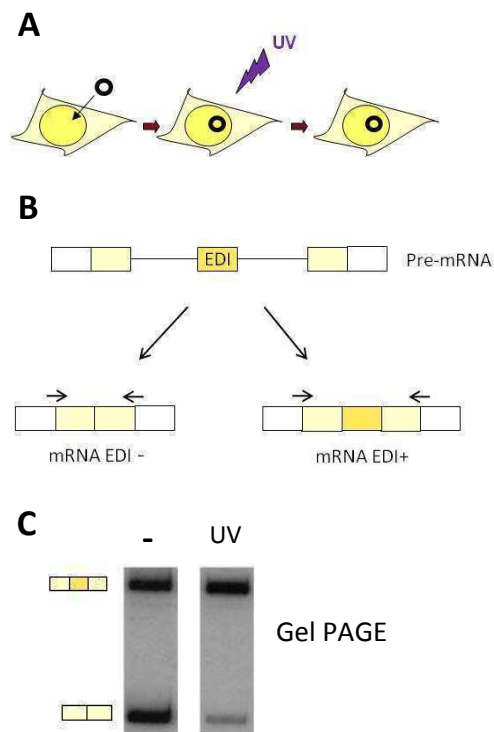 A
UV
B
EDI
Pre-mRNA
mRNA EDI -
mRNA EDI+
C
-
UV
Gel PAGE